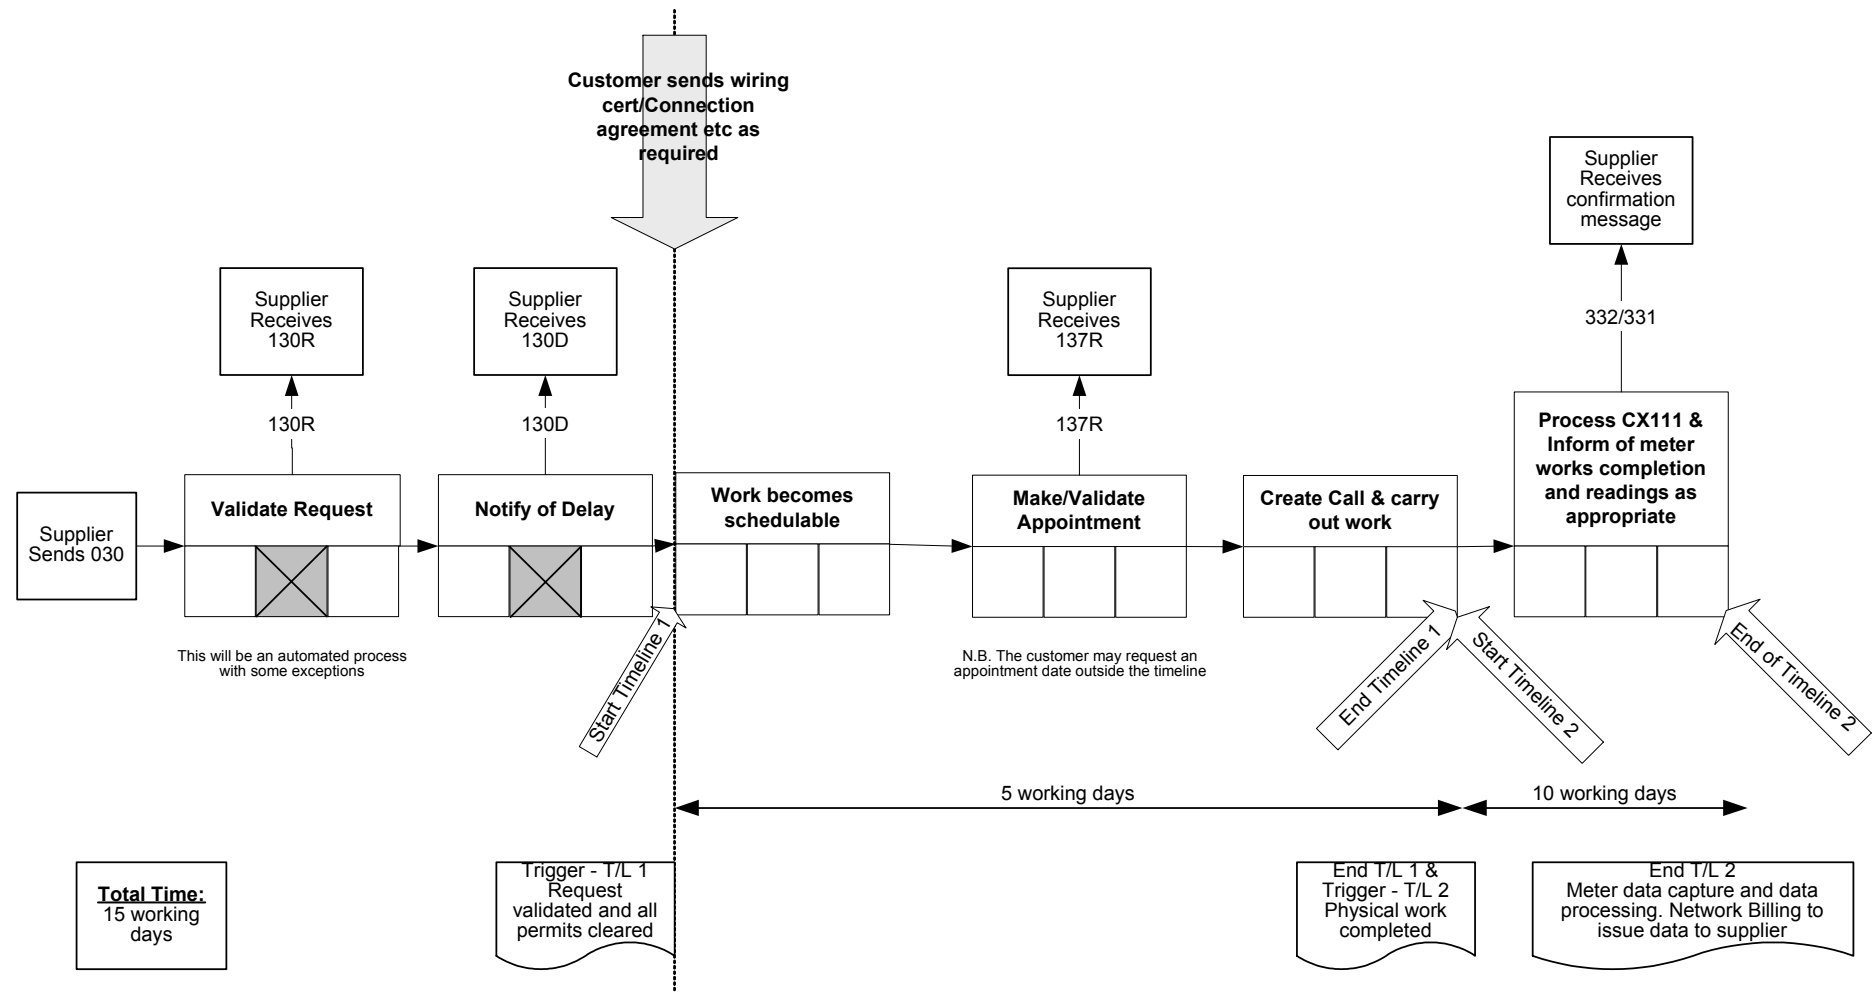 Customer sends wiring
cert/Connection
agreement etc as
required
Supplier
Receives
confirmation
message
Supplier
Receives
130R
Supplier
Receives
130D
Supplier
Receives
137R
332/331
130R
130D
137R
Supplier
Sends 030
Validate Request
Notify of Delay
Work becomes
schedulable
Make/Validate
Appointment
Create Call & carry
out work
Process CX111 &
Inform of meter
works completion
and readings as
appropriate
This will be an automated process
with some exceptions
N.B. The customer may request an
appointment date outside the timeline
Start Timeline 1
End Timeline 1
Start Timeline 2
End of Timeline 2
5 working days
10 working days
Total Time:
15 working
days
Trigger - T/L 1
Request
validated and all
permits cleared
End T/L 1 &
Trigger - T/L 2
Physical work
completed
End T/L 2
Meter data capture and data
processing. Network Billing to
issue data to supplier